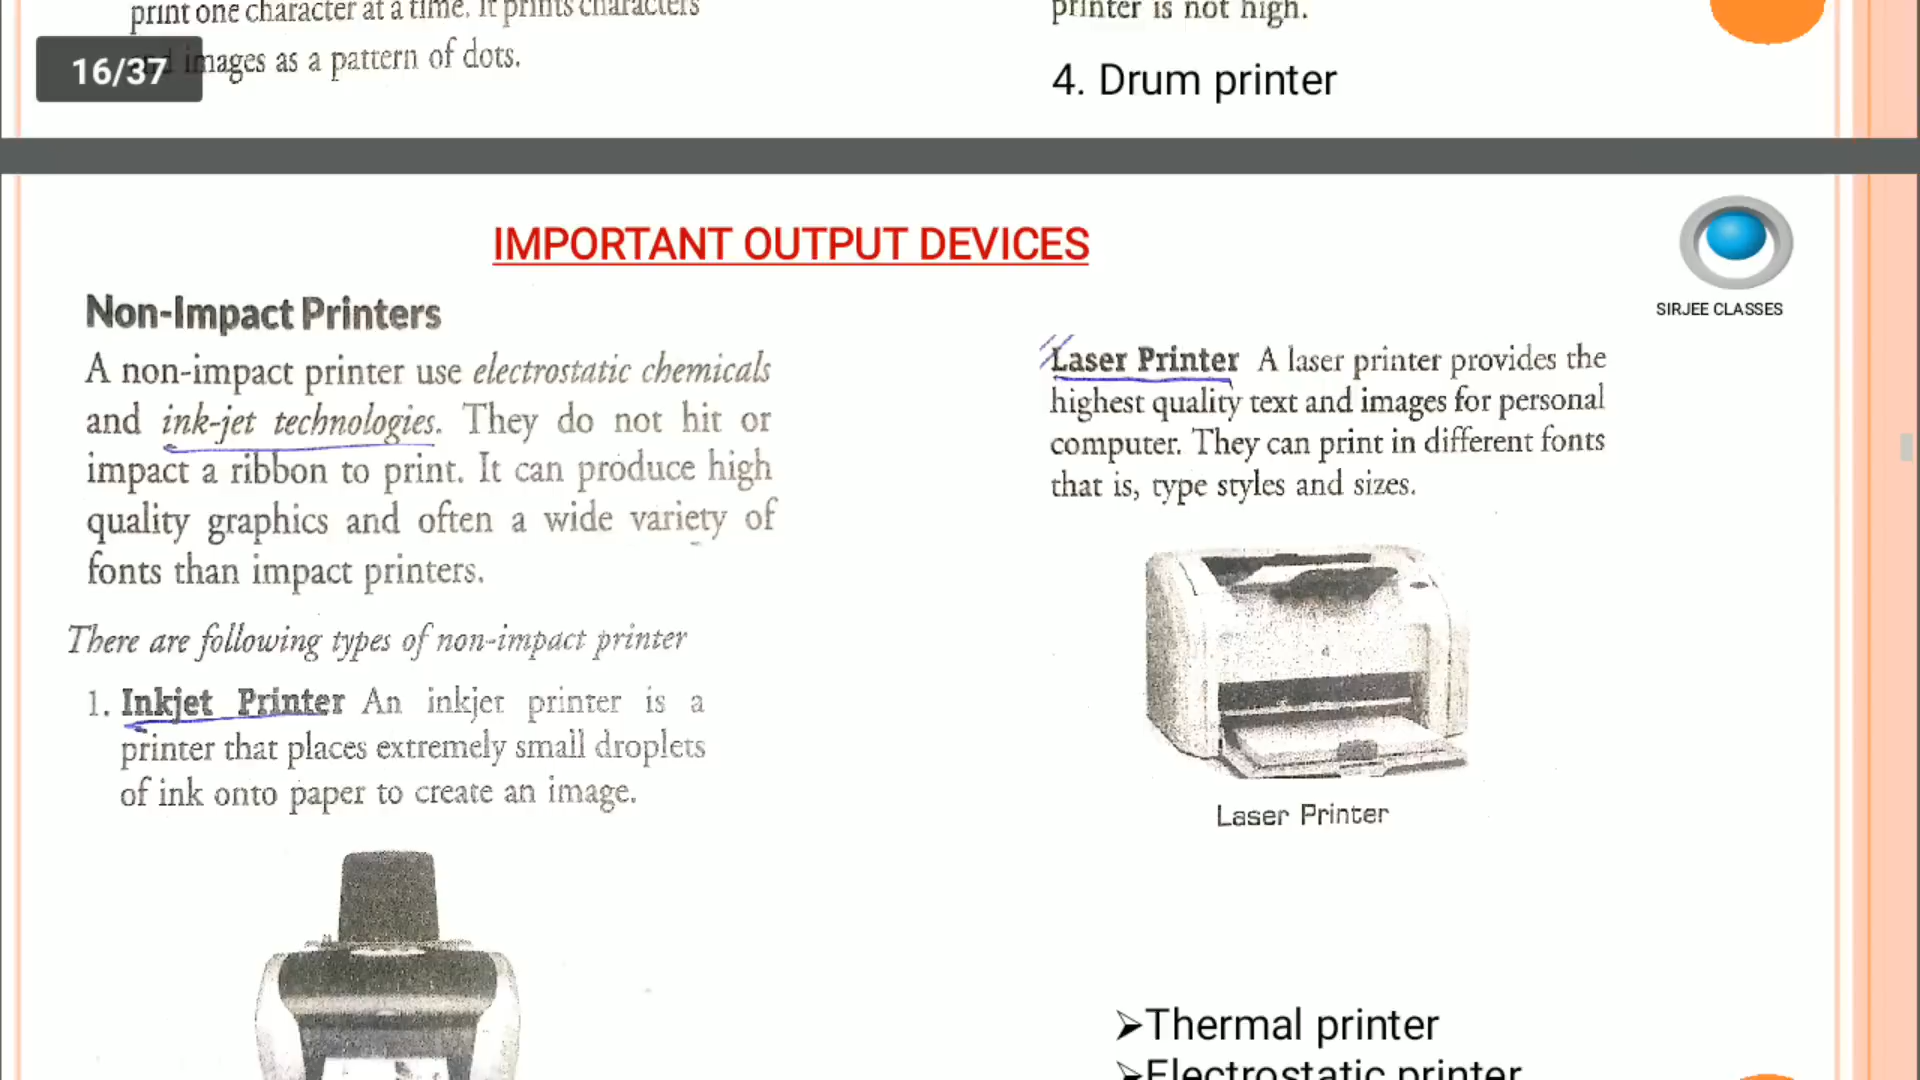 print one character at a time. It prints characters
and images as a pattern of dots.
16/37
printer is not high.
4. Drum printer
IMPORTANT OUTPUT DEVICES
SIRJEE CLASSES
Non-Impact Printers
A non-impact printer use electrostatic chemicals
and ink-jet technologies. They do not hit or
impact a ribbon to print. It can produce high
quality graphics and often a wide variety of
fonts than impact printers.
There are following types of non-impact printer
1. Inkjet Printer An inkjet printer is a
printer that places extremely small droplets
of ink onto paper to create an image.
Laser Printer A laser printer provides the
highest quality text and images for personal
computer. They can print in different fonts
that is, type styles and sizes.
Laser Printer
➢Thermal printer
➢Electrostatic printer